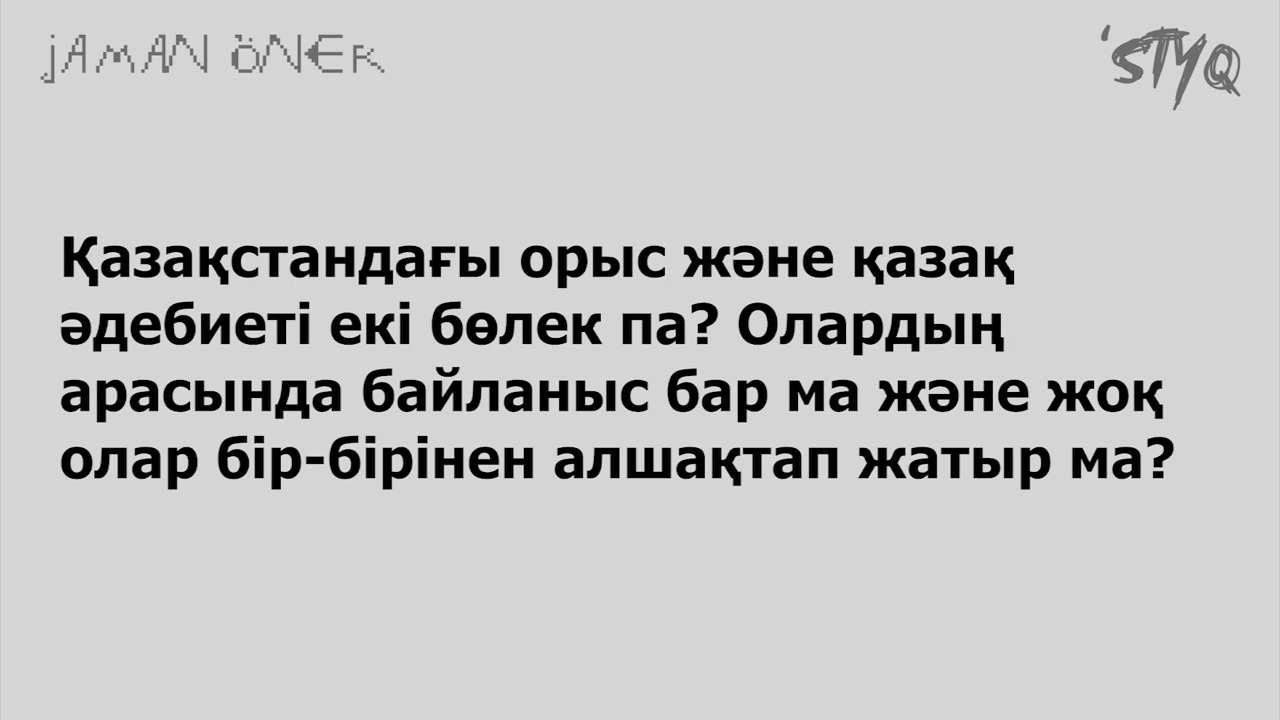 JAMAN ÖNER
'STYQ
Қазақстандағы орыс және қазақ
әдебиеті екі бөлек па? Олардың
арасында байланыс бар ма және жоқ
олар бір-бірінен алшақтап жатыр ма?